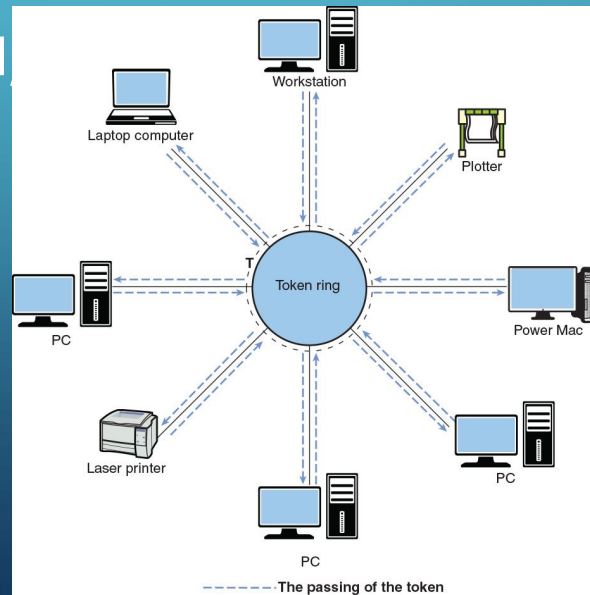 Workstation
Laptop computer
Plotter
T
Token ring
PC
Power Mac
Laser printer
PC
PC
The passing of the token